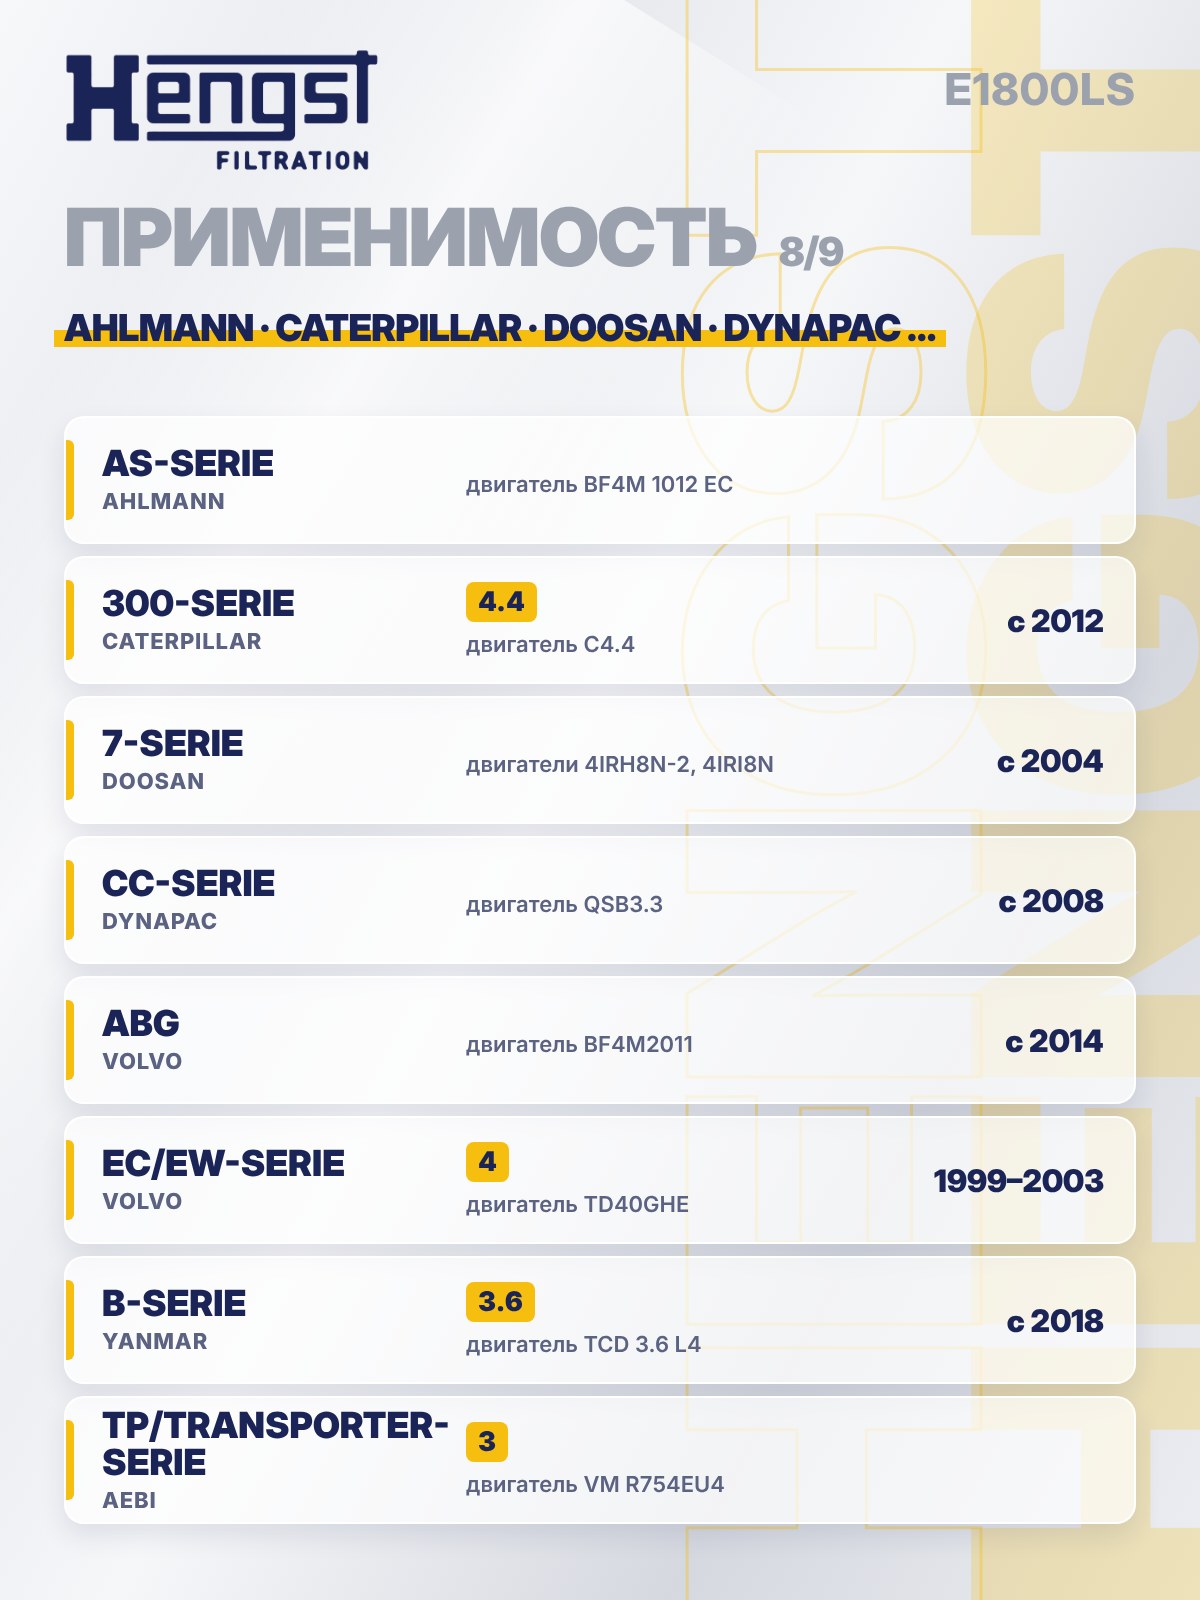 Hengst
FILTRATION
E1800LS
ПРИМЕНИМОСТЬ 8/9
AHLMANN · CATERPILLAR · DOOSAN · DYNAPAC ...
AS-SERIE
AHLMANN
двигатель BF4M 1012 EC
300-SERIE
CATERPILLAR
4.4
двигатель C4.4
с 2012
7-SERIE
DOOSAN
двигатели 4IRH8N-2, 4IRI8N
с 2004
CC-SERIE
DYNAPAC
двигатель QSB3.3
с 2008
ABG
VOLVO
двигатель BF4M2011
с 2014
EC/EW-SERIE
VOLVO
4
двигатель TD40GHE
1999–2003
B-SERIE
YANMAR
3.6
двигатель TCD 3.6 L4
с 2018
TP/TRANSPORTER-
SERIE
AEBI
3
двигатель VM R754EU4
HENGST
HENGST